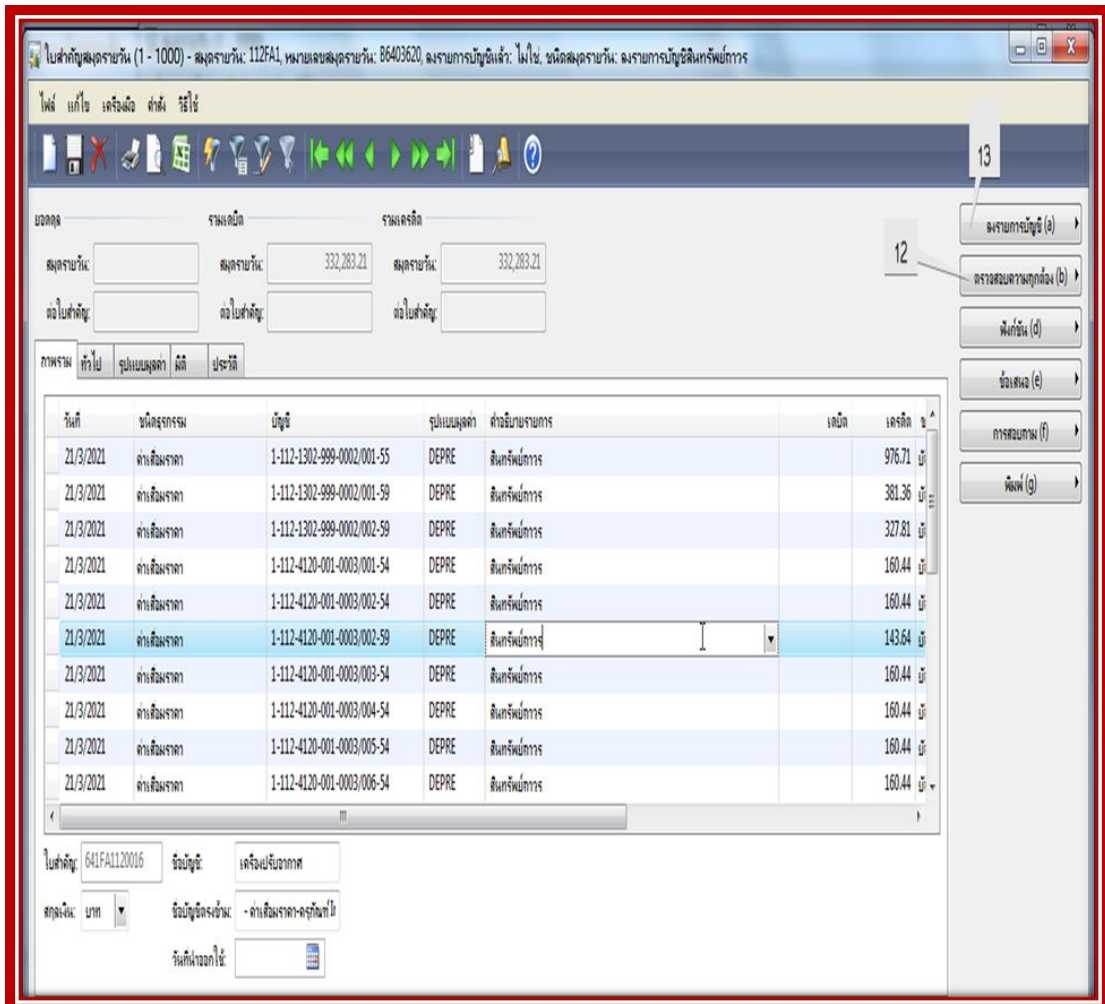 ใบสำคัญสมุดรายวัน (1 - 1000) - สมุดรายวัน: 112FA1, หมายเลขสมุดรายวัน: B6403620, ลงรายการบัญชีแล้ว: ไม่ใช่, ชนิดสมุดรายวัน: ลงรายการบัญชีสินทรัพย์ถาวร
ไฟล์ แก้ไข เครื่องมือ คำสั่ง วิธีใช้
13
ยอดดุล รวมเดบิต รวมเครดิต
ลงรายการบัญชี (a)
สมุดรายวัน: สมุดรายวัน: 332,283.21 สมุดรายวัน: 332,283.21
12
ตรวจสอบความถูกต้อง (b)
ต่อใบสำคัญ: ต่อใบสำคัญ: ต่อใบสำคัญ:
ฟังก์ชัน (d)
ภาพรวม ทั่วไป รูปแบบมูลค่า มิติ ประวัติ
ข้อเสนอ (e)
วันที่ ชนิดธุรกรรม บัญชี รูปแบบมูลค่า คำอธิบายรายการ เดบิต เครดิต
การสอบถาม (f)
21/3/2021 ค่าเสื่อมราคา 1-112-1302-999-0002/001-55 DEPRE สินทรัพย์ถาวร 976.71
พิมพ์ (g)
21/3/2021 ค่าเสื่อมราคา 1-112-1302-999-0002/001-59 DEPRE สินทรัพย์ถาวร 381.36
21/3/2021 ค่าเสื่อมราคา 1-112-1302-999-0002/002-59 DEPRE สินทรัพย์ถาวร 327.81
21/3/2021 ค่าเสื่อมราคา 1-112-4120-001-0003/001-54 DEPRE สินทรัพย์ถาวร 160.44
21/3/2021 ค่าเสื่อมราคา 1-112-4120-001-0003/002-54 DEPRE สินทรัพย์ถาวร 160.44
21/3/2021 ค่าเสื่อมราคา 1-112-4120-001-0003/002-59 DEPRE สินทรัพย์ถาวร 143.64
21/3/2021 ค่าเสื่อมราคา 1-112-4120-001-0003/003-54 DEPRE สินทรัพย์ถาวร 160.44
21/3/2021 ค่าเสื่อมราคา 1-112-4120-001-0003/004-54 DEPRE สินทรัพย์ถาวร 160.44
21/3/2021 ค่าเสื่อมราคา 1-112-4120-001-0003/005-54 DEPRE สินทรัพย์ถาวร 160.44
21/3/2021 ค่าเสื่อมราคา 1-112-4120-001-0003/006-54 DEPRE สินทรัพย์ถาวร 160.44
ใบสำคัญ: 641FA1120016 ชื่อบัญชี: เครื่องปรับอากาศ
สกุลเงิน: บาท ชื่อบัญชีตรงข้าม: - ค่าเสื่อมราคา-ครุภัณฑ์
วันที่นำออกใช้: